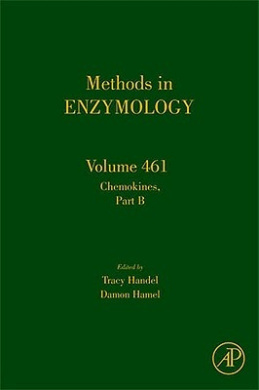 Methods in
ENZYMOLOGY
Volume 461
Chemokines,
Part B
Edited by
Tracy Handel
Damon Hamel
AP